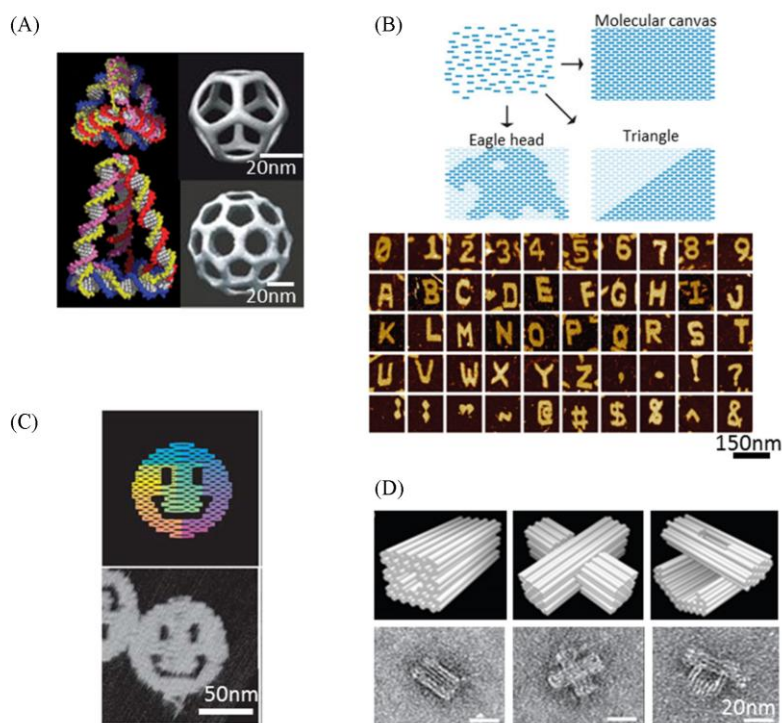 (A)
20nm
20nm
(B)
Molecular canvas
Eagle head
Triangle
0 1 2 3 4 5 6 7 8 9
A B C D E F G H I J
K L M N O P Q R S T
U V W X Y Z , - ! ?
: ; ” ~ @ # $ % ^ &
150nm
(C)
50nm
(D)
20nm